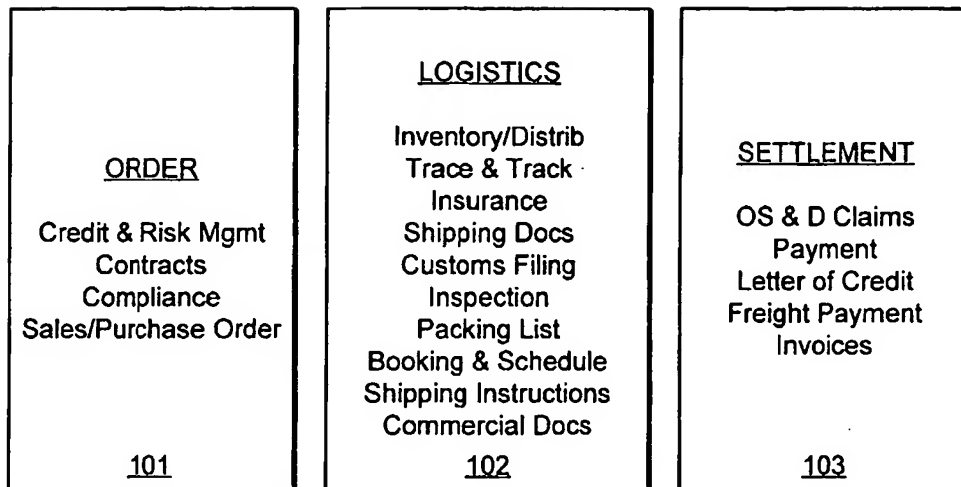 ORDER
Credit & Risk Mgmt
Contracts
Compliance
Sales/Purchase Order
101
LOGISTICS
Inventory/Distrib
Trace & Track
Insurance
Shipping Docs
Customs Filing
Inspection
Packing List
Booking & Schedule
Shipping Instructions
Commercial Docs
102
SETTLEMENT
OS & D Claims
Payment
Letter of Credit
Freight Payment
Invoices
103